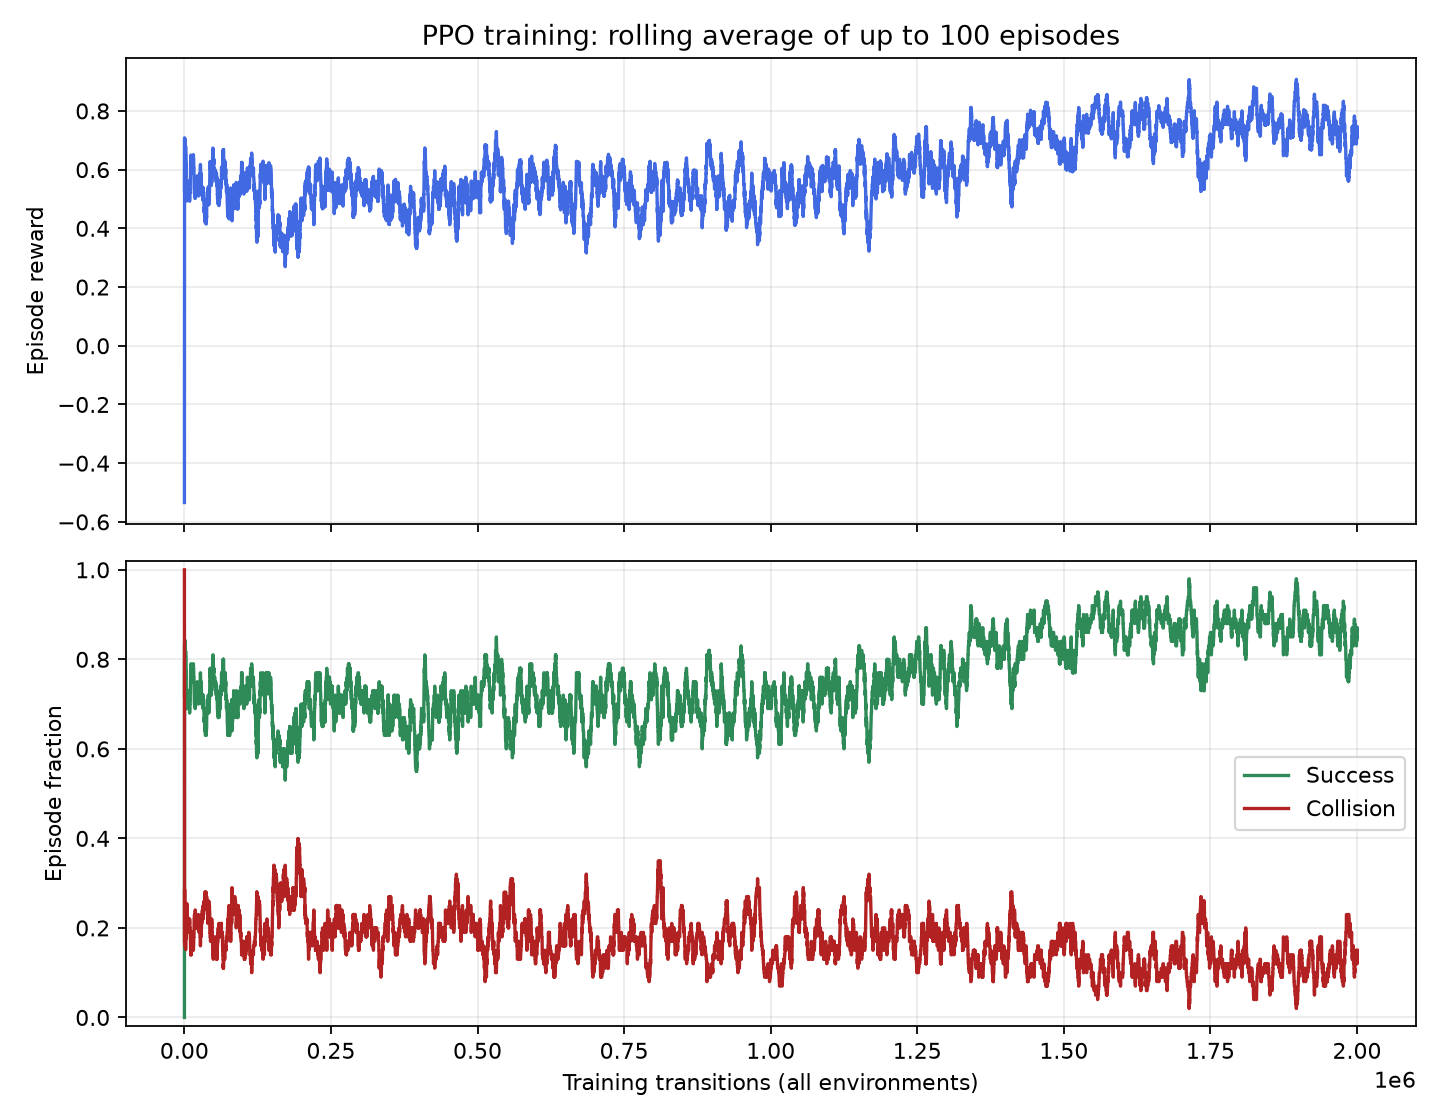 PPO training: rolling average of up to 100 episodes
0.8
0.6
0.4
0.2
0.0
−0.2
−0.4
−0.6
Episode reward
1.0
0.8
0.6
0.4
0.2
0.0
Episode fraction
Success
Collision
0.00 0.25 0.50 0.75 1.00 1.25 1.50 1.75 2.00
1e6
Training transitions (all environments)